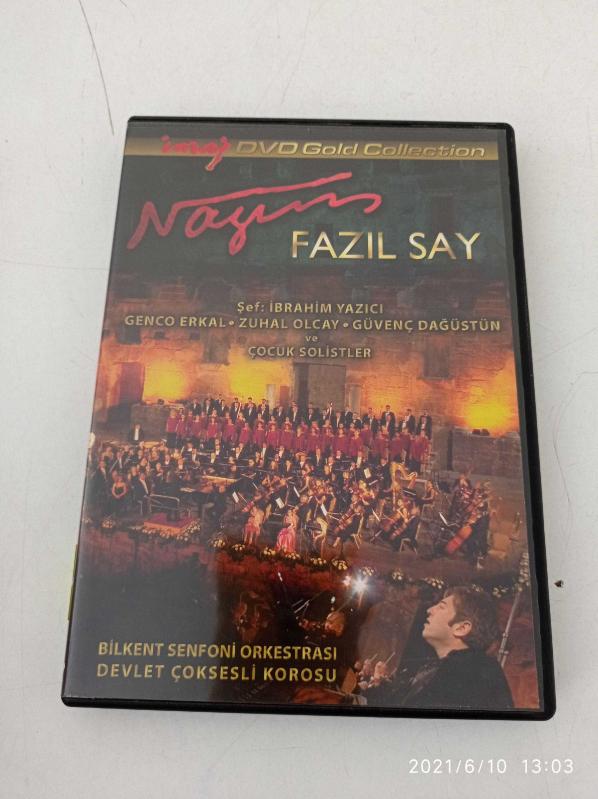 imaj DVD Gold Collection
Nâzım
FAZIL SAY
Şef: İBRAHİM YAZICI
GENCO ERKAL • ZUHAL OLCAY • GÜVENÇ DAĞÜSTÜN
ve
ÇOCUK SOLİSTLER
BİLKENT SENFONİ ORKESTRASI
DEVLET ÇOKSESLİ KOROSU
2021/6/10 13:03